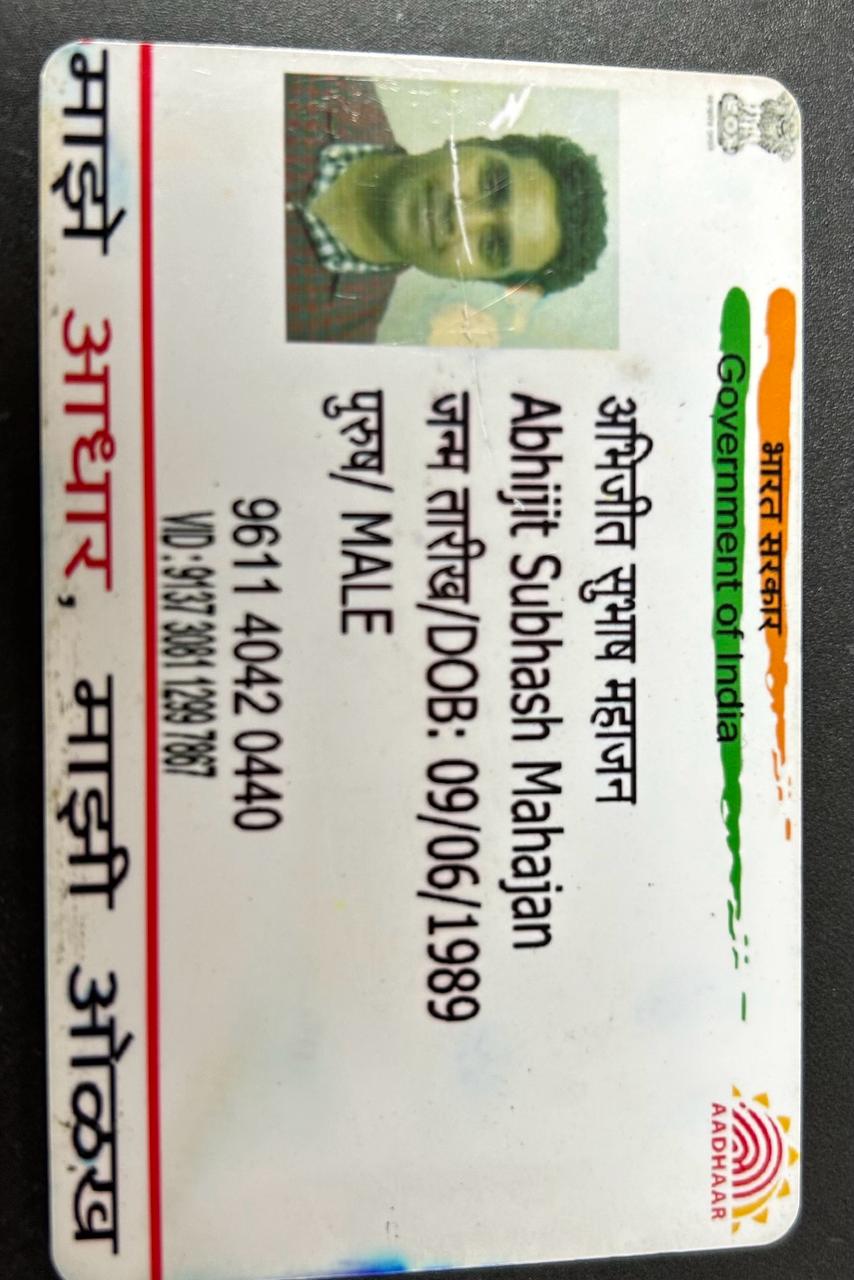 भारत सरकार
Government of India
अभिजीत सुभाष महाजन
Abhijit Subhash Mahajan
जन्म तारीख/DOB: 09/06/1989
पुरुष/ MALE
9611 4042 0440
VID : 9137 3081 1299 7867
AADHAAR
माझे आधार, माझी ओळख